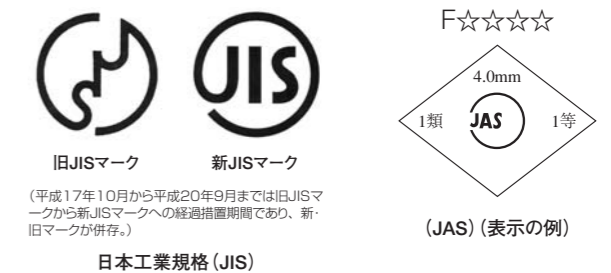 JIS
旧JISマーク
新JISマーク
(平成17年10月から平成20年9月までは旧JISマ
ークから新JISマークへの経過措置期間であり、新・
旧マークが併存。)
日本工業規格(JIS)
F☆☆☆☆
4.0mm
1類 JAS 1等
(JAS)(表示の例)